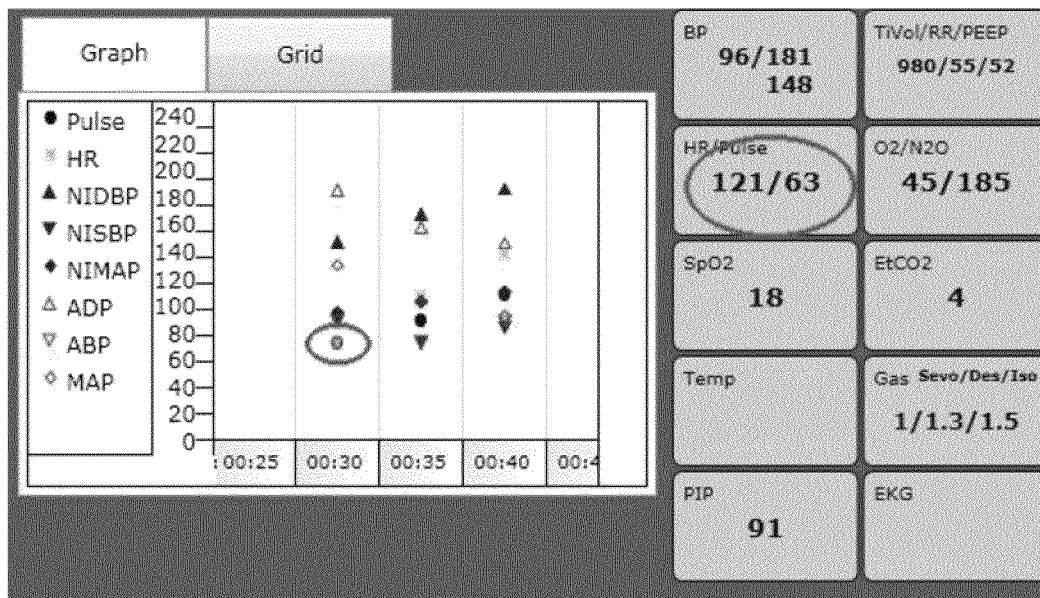 Graph
Grid
Pulse
HR
NIDBP
NISBP
NIMAP
ADP
ABP
MAP
240
220
200
180
160
140
120
100
80
60
40
20
0
:00:25
00:30
00:35
00:40
00:4
BP
96/181
148
TiVol/RR/PEEP
980/55/52
HR/Pulse
121/63
O2/N2O
45/185
SpO2
18
EtCO2
4
Temp
Gas Sevo/Des/Iso
1/1.3/1.5
PIP
91
EKG